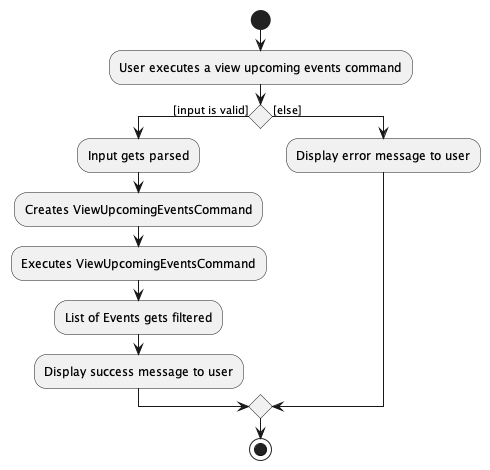 User executes a view upcoming events command
[input is valid]
[else]
Input gets parsed
Display error message to user
Creates ViewUpcomingEventsCommand
Executes ViewUpcomingEventsCommand
List of Events gets filtered
Display success message to user